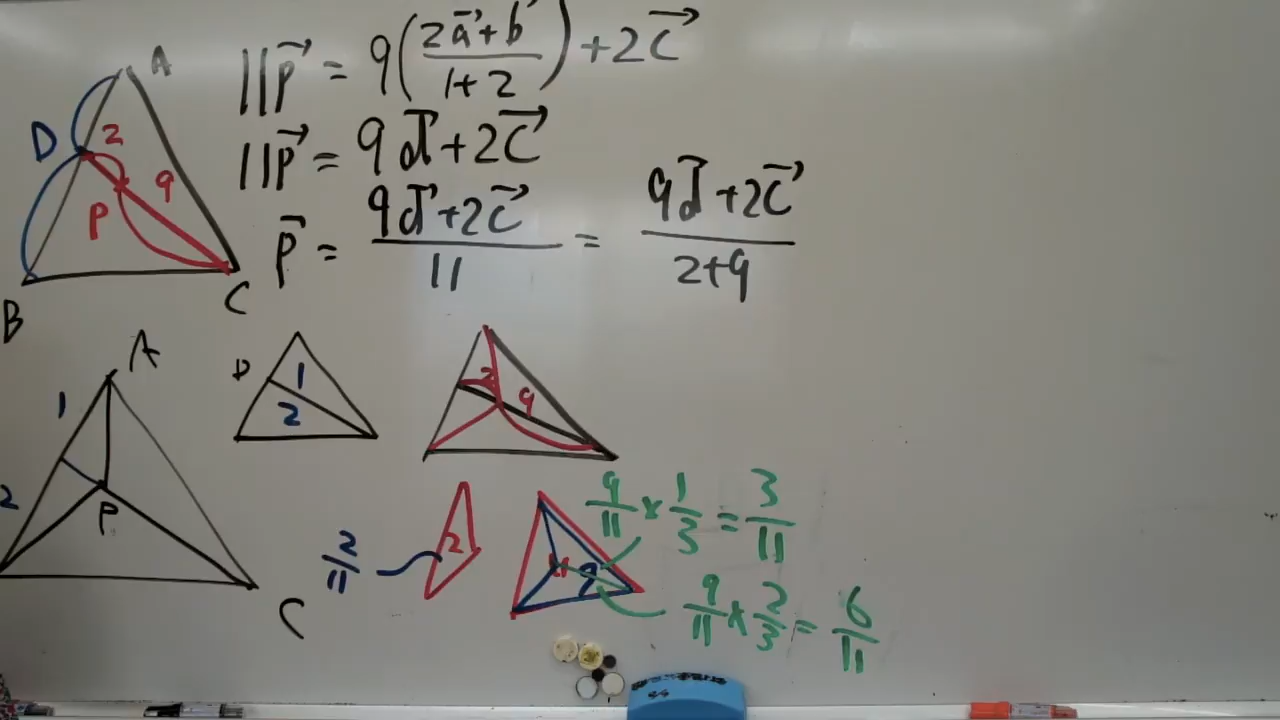 11p⃗ = 9((2a⃗+b⃗)/(1+2)) + 2c⃗
11p⃗ = 9d⃗+2c⃗
p⃗ = (9d⃗+2c⃗)/11 = (9d⃗+2c⃗)/(2+9)
A
D 2
9
P
B C
A
1
2
P
C
D 1
2
2 9
2/11 2
11 9
9/11 × 1/3 = 3/11
9/11 × 2/3 = 6/11